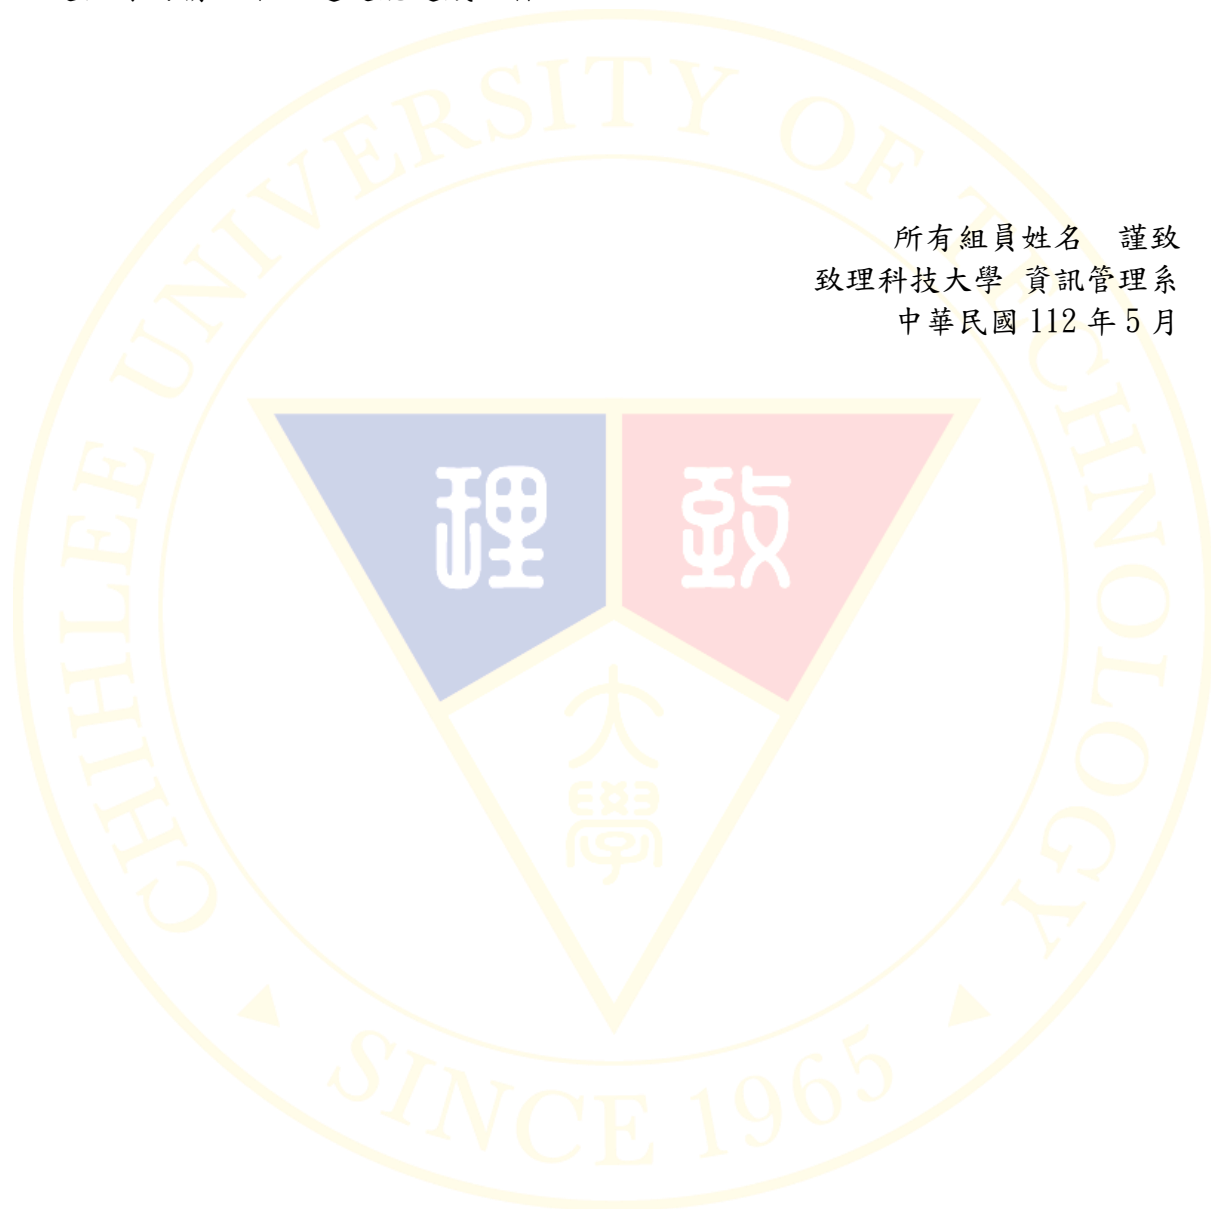 所有組員姓名　謹致
致理科技大學 資訊管理系
中華民國 112 年 5 月
CHIHLEE UNIVERSITY OF TECHNOLOGY
理 致
大
學
SINCE 1965